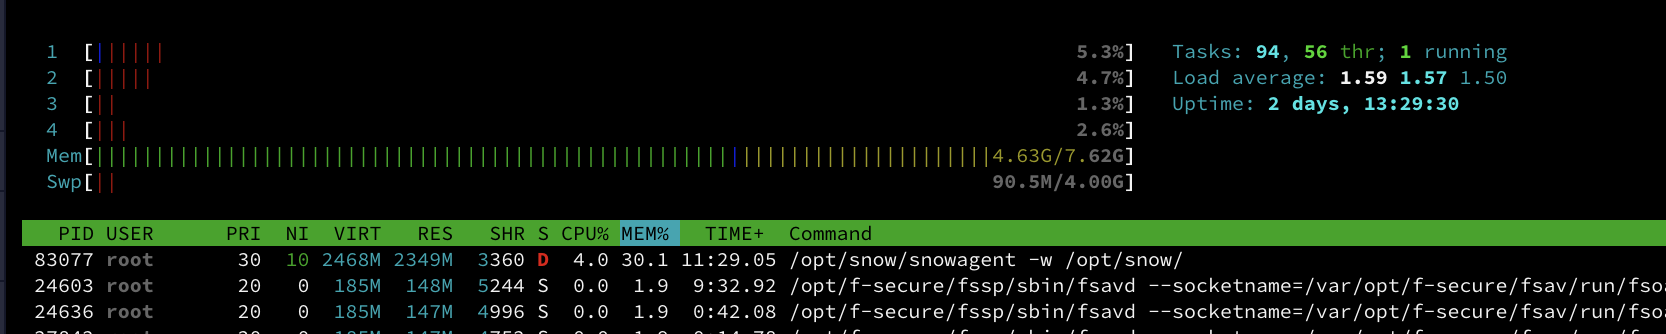 1 [||||||| 5.3%] Tasks: 94, 56 thr; 1 running
2 [||||| 4.7%] Load average: 1.59 1.57 1.50
3 [|| 1.3%] Uptime: 2 days, 13:29:30
4 [||| 2.6%]
Mem[||||||||||||||||||||||||||||||||||||||||||||||||||||||||||||||||||||||||||4.63G/7.62G]
Swp[|| 90.5M/4.00G]
PID USER PRI NI VIRT RES SHR S CPU% MEM% TIME+ Command
83077 root 30 10 2468M 2349M 3360 D 4.0 30.1 11:29.05 /opt/snow/snowagent -w /opt/snow/
24603 root 20 0 185M 148M 5244 S 0.0 1.9 9:32.92 /opt/f-secure/fssp/sbin/fsavd --socketname=/var/opt/f-secure/fsav/run/fsoa
24636 root 20 0 185M 147M 4996 S 0.0 1.9 0:42.08 /opt/f-secure/fssp/sbin/fsavd --socketname=/var/opt/f-secure/fsav/run/fsoa